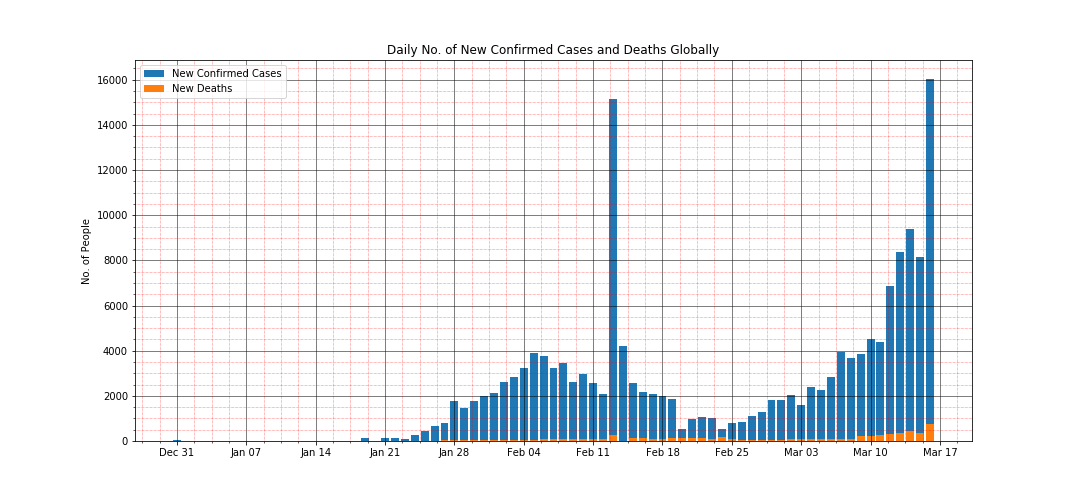 Daily No. of New Confirmed Cases and Deaths Globally
New Confirmed Cases
New Deaths
16000
14000
12000
10000
8000
6000
4000
2000
0
No. of People
Dec 31 Jan 07 Jan 14 Jan 21 Jan 28 Feb 04 Feb 11 Feb 18 Feb 25 Mar 03 Mar 10 Mar 17